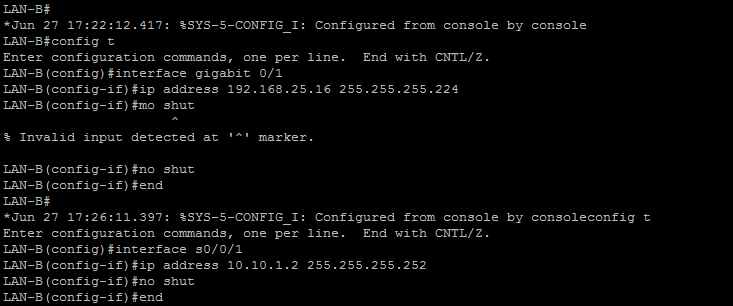 LAN-B#
*Jun 27 17:22:12.417: %SYS-5-CONFIG_I: Configured from console by console
LAN-B#config t
Enter configuration commands, one per line.  End with CNTL/Z.
LAN-B(config)#interface gigabit 0/1
LAN-B(config-if)#ip address 192.168.25.16 255.255.255.224
LAN-B(config-if)#mo shut
^
% Invalid input detected at '^' marker.
LAN-B(config-if)#no shut
LAN-B(config-if)#end
LAN-B#
*Jun 27 17:26:11.397: %SYS-5-CONFIG_I: Configured from console by consoleconfig t
Enter configuration commands, one per line.  End with CNTL/Z.
LAN-B(config)#interface s0/0/1
LAN-B(config-if)#ip address 10.10.1.2 255.255.255.252
LAN-B(config-if)#no shut
LAN-B(config-if)#end